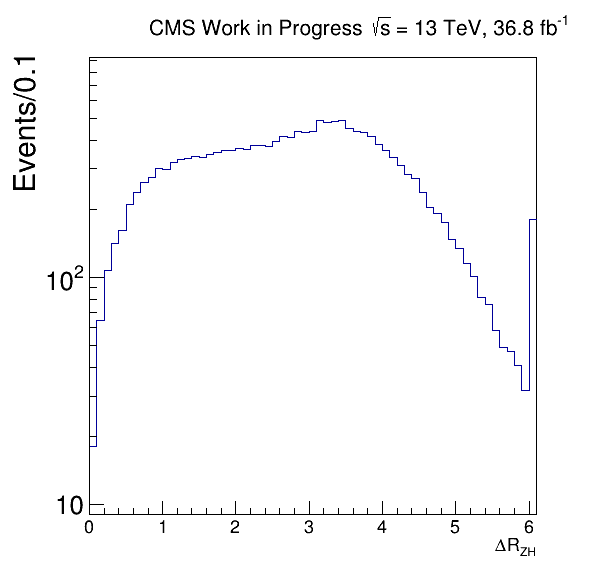 CMS Work in Progress √s = 13 TeV, 36.8 fb⁻¹
Events/0.1
10²
10
0 1 2 3 4 5 6
ΔR_ZH